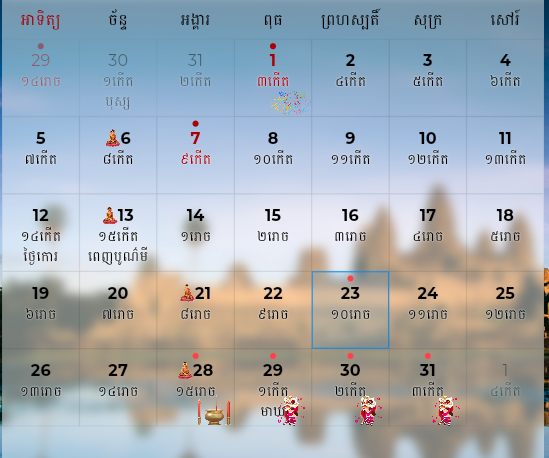 អាទិត្យ ច័ន្ទ អង្គារ ពុធ ព្រហស្បតិ៍ សុក្រ សៅរ៍
29 30 31 1 2 3 4
១៤រោច ១កើត ២កើត ៣កើត ៤កើត ៥កើត ៦កើត
បុស្ស
5 6 7 8 9 10 11
៧កើត ៨កើត ៩កើត ១០កើត ១១កើត ១២កើត ១៣កើត
12 13 14 15 16 17 18
១៤កើត ១៥កើត ១រោច ២រោច ៣រោច ៤រោច ៥រោច
ថ្ងៃកោរ ពេញបូណ៌មី
19 20 21 22 23 24 25
៦រោច ៧រោច ៨រោច ៩រោច ១០រោច ១១រោច ១២រោច
26 27 28 29 30 31 1
១៣រោច ១៤រោច ១៥រោច ១កើត ២កើត ៣កើត ៤កើត
មាឃ